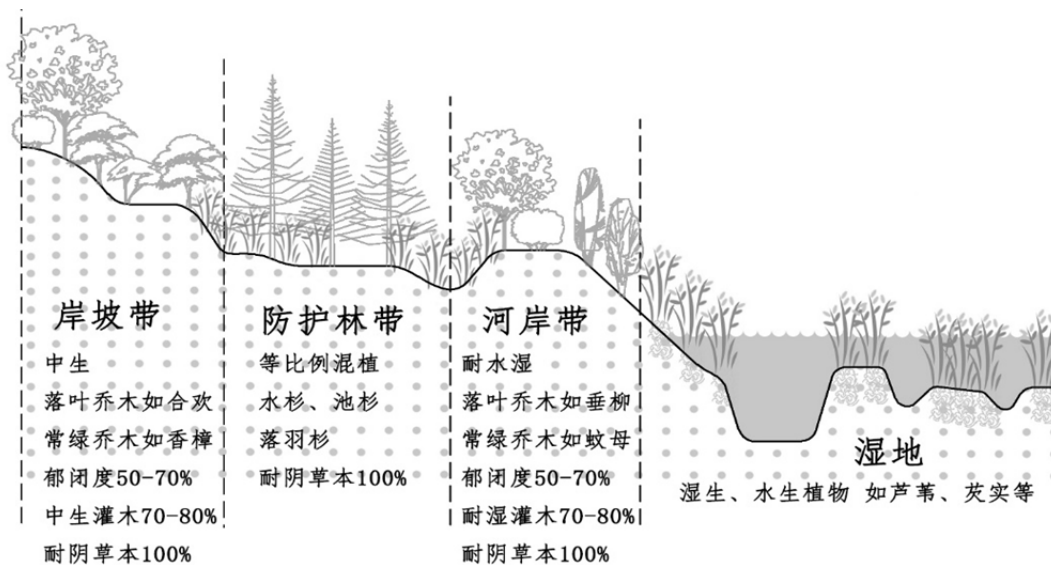 岸坡带
中生
落叶乔木如合欢
常绿乔木如香樟
郁闭度50-70%
中生灌木70-80%
耐阴草本100%
防护林带
等比例混植
水杉、池杉
落羽杉
耐阴草本100%
河岸带
耐水湿
落叶乔木如垂柳
常绿乔木如蚊母
郁闭度50-70%
耐湿灌木70-80%
耐阴草本100%
湿地
湿生、水生植物 如芦苇、芡实等